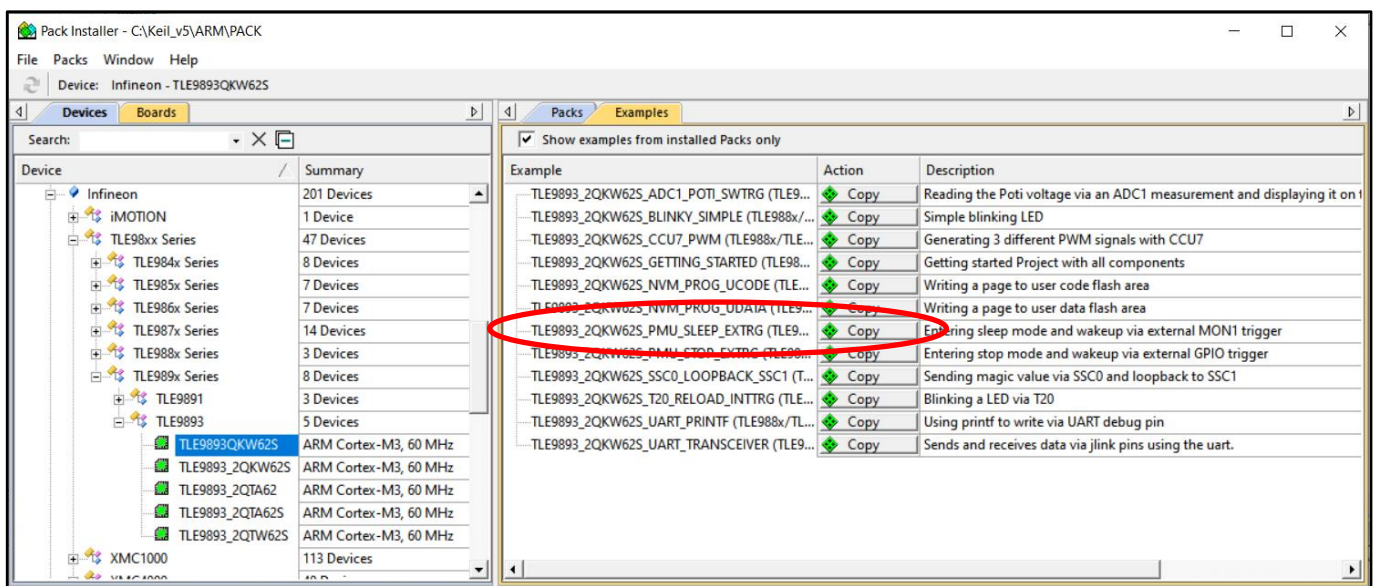 Pack Installer - C:\Keil_v5\ARM\PACK
File Packs Window Help
Device: Infineon - TLE9893QKW62S
Devices Boards
Search:
Device Summary
Infineon 201 Devices
iMOTION 1 Device
TLE98xx Series 47 Devices
TLE984x Series 8 Devices
TLE985x Series 7 Devices
TLE986x Series 7 Devices
TLE987x Series 14 Devices
TLE988x Series 3 Devices
TLE989x Series 8 Devices
TLE9891 3 Devices
TLE9893 5 Devices
TLE9893QKW62S ARM Cortex-M3, 60 MHz
TLE9893_2QKW62S ARM Cortex-M3, 60 MHz
TLE9893_2QTA62 ARM Cortex-M3, 60 MHz
TLE9893_2QTA62S ARM Cortex-M3, 60 MHz
TLE9893_2QTW62S ARM Cortex-M3, 60 MHz
XMC1000 113 Devices
Packs Examples
Show examples from installed Packs only
Example Action Description
TLE9893_2QKW62S_ADC1_POTI_SWTRG (TLE9... Copy Reading the Poti voltage via an ADC1 measurement and displaying it on
TLE9893_2QKW62S_BLINKY_SIMPLE (TLE988x/... Copy Simple blinking LED
TLE9893_2QKW62S_CCU7_PWM (TLE988x/TLE... Copy Generating 3 different PWM signals with CCU7
TLE9893_2QKW62S_GETTING_STARTED (TLE98... Copy Getting started Project with all components
TLE9893_2QKW62S_NVM_PROG_UCODE (TLE... Copy Writing a page to user code flash area
TLE9893_2QKW62S_NVM_PROG_UDATA (TLE9... Copy Writing a page to user data flash area
TLE9893_2QKW62S_PMU_SLEEP_EXTRG (TLE9... Copy Entering sleep mode and wakeup via external MON1 trigger
TLE9893_2QKW62S_PMU_STOP_EXTRG (TLE98... Copy Entering stop mode and wakeup via external GPIO trigger
TLE9893_2QKW62S_SSC0_LOOPBACK_SSC1 (T... Copy Sending magic value via SSC0 and loopback to SSC1
TLE9893_2QKW62S_T20_RELOAD_INTTRG (TLE... Copy Blinking a LED via T20
TLE9893_2QKW62S_UART_PRINTF (TLE988x/TL... Copy Using printf to write via UART debug pin
TLE9893_2QKW62S_UART_TRANSCEIVER (TLE9... Copy Sends and receives data via jlink pins using the uart.